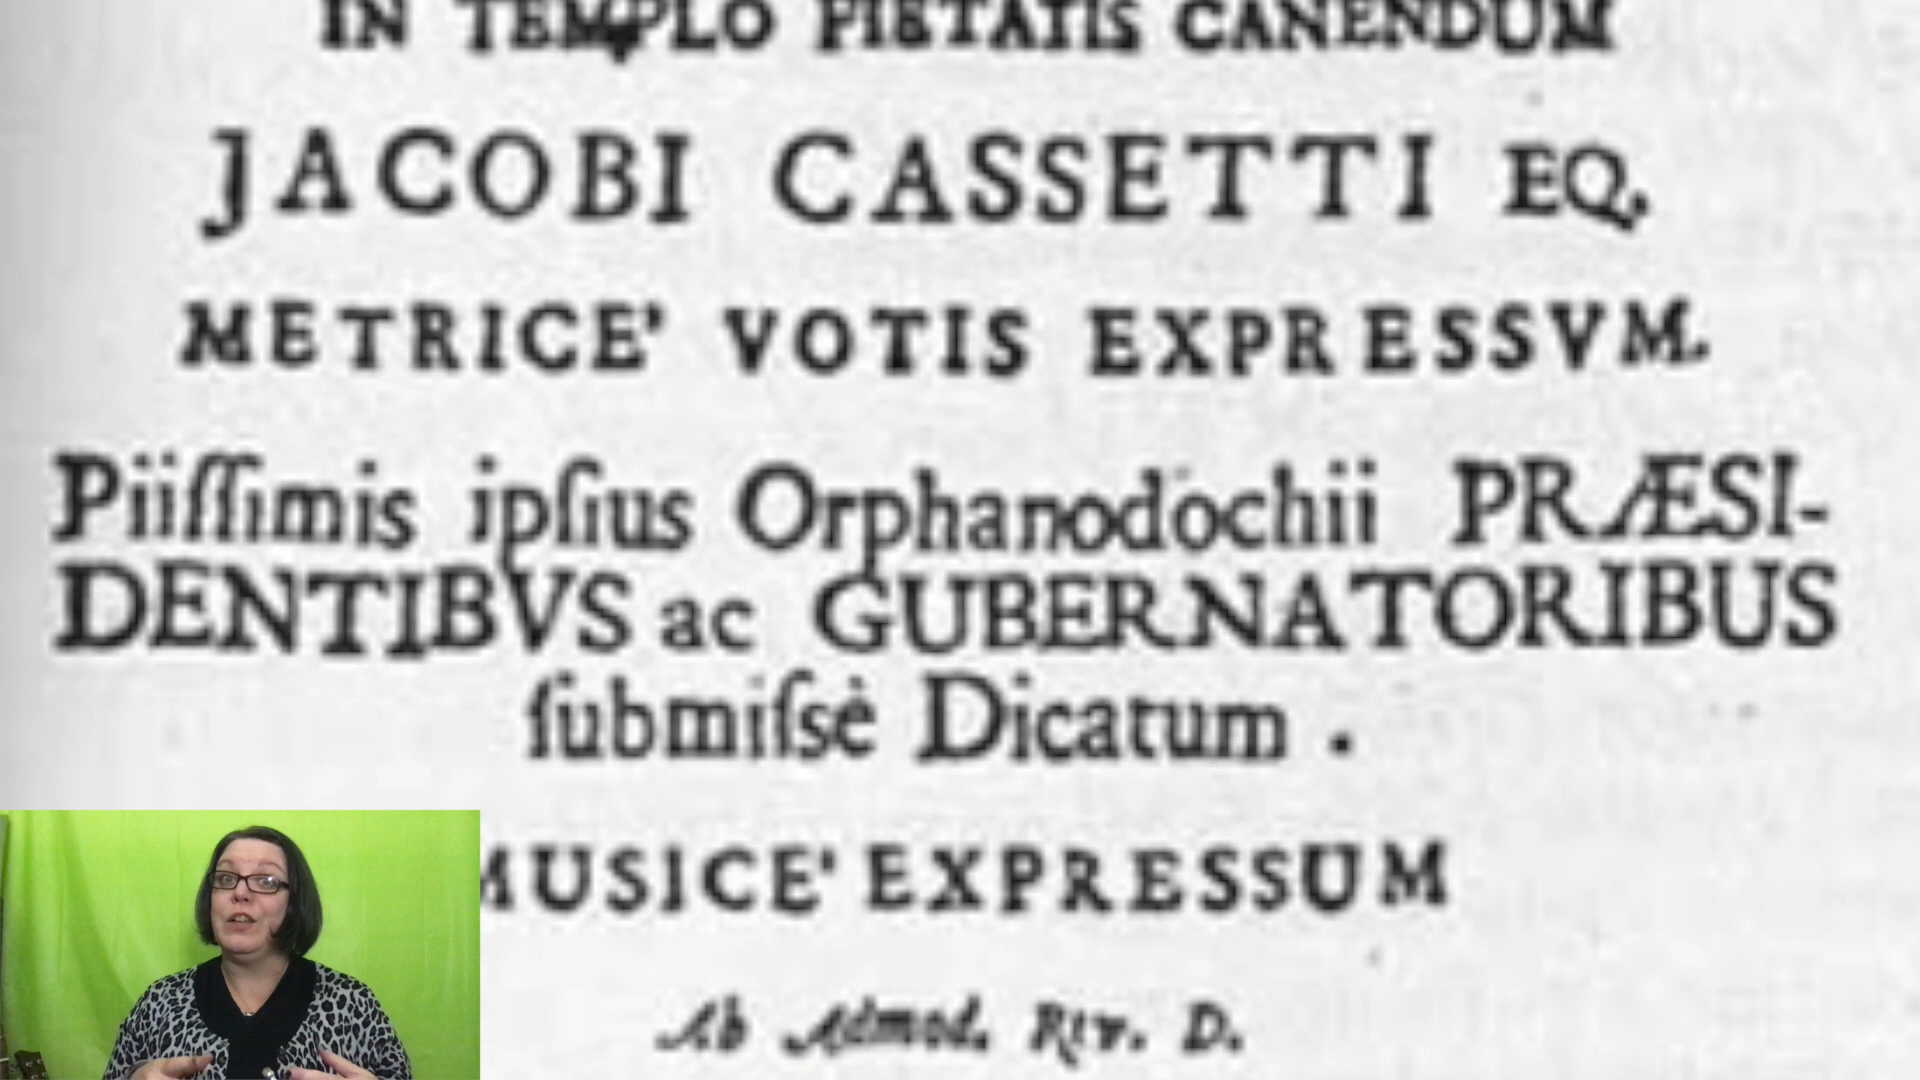 IN TEMPLO PIETATIS CANENDUM
JACOBI CASSETTI EQ.
METRICE' VOTIS EXPRESSVM.
Piiſſimis ipſius Orphanodochii PRÆSI-
DENTIBVS ac GUBERNATORIBUS
ſubmiſsè Dicatum .
MUSICE' EXPRESSUM
Ab Admod. Rev. D.